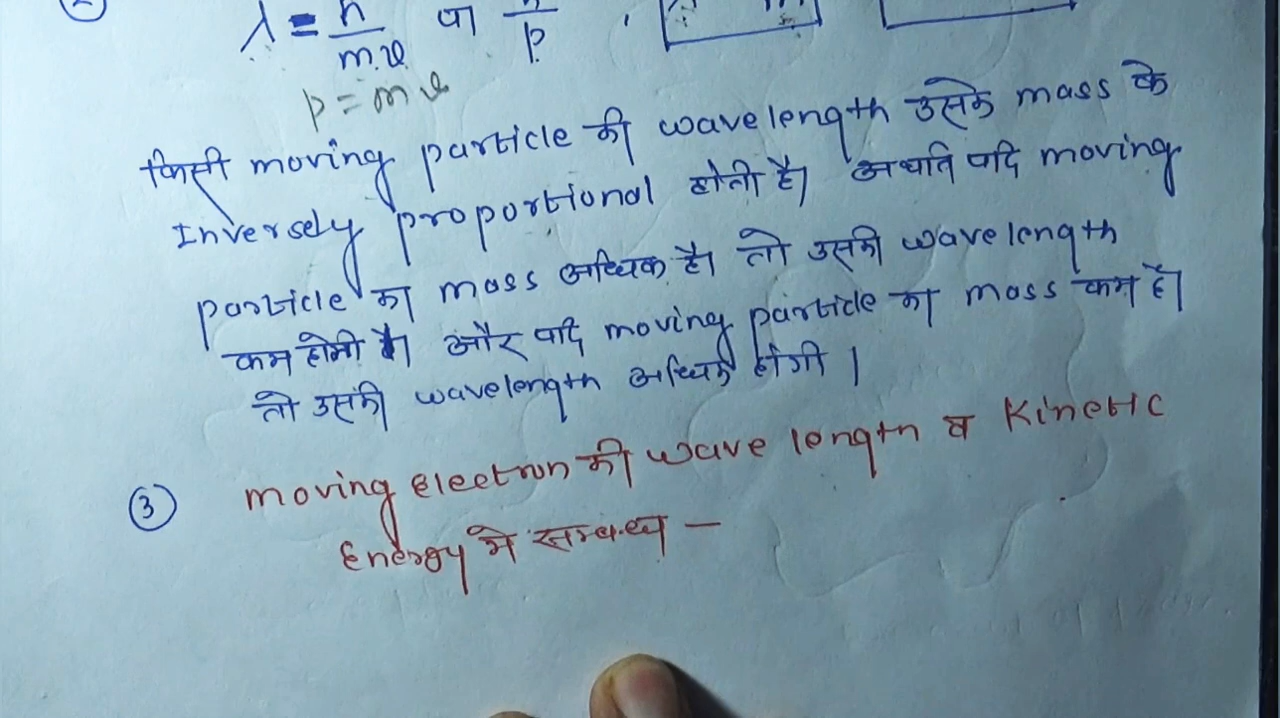 λ = h/m.v या h/p ,
p = mv
किसी moving particle की wavelength उसके mass के
Inversely proportional होती है। अर्थात यदि moving
particle का mass अधिक है। तो उसकी wavelength
कम होगी है। और यदि moving particle का mass कम है।
तो उसकी wavelength अधिक होगी ।
③ moving electron की wave length व Kinetic
Energy मे सम्बन्ध —